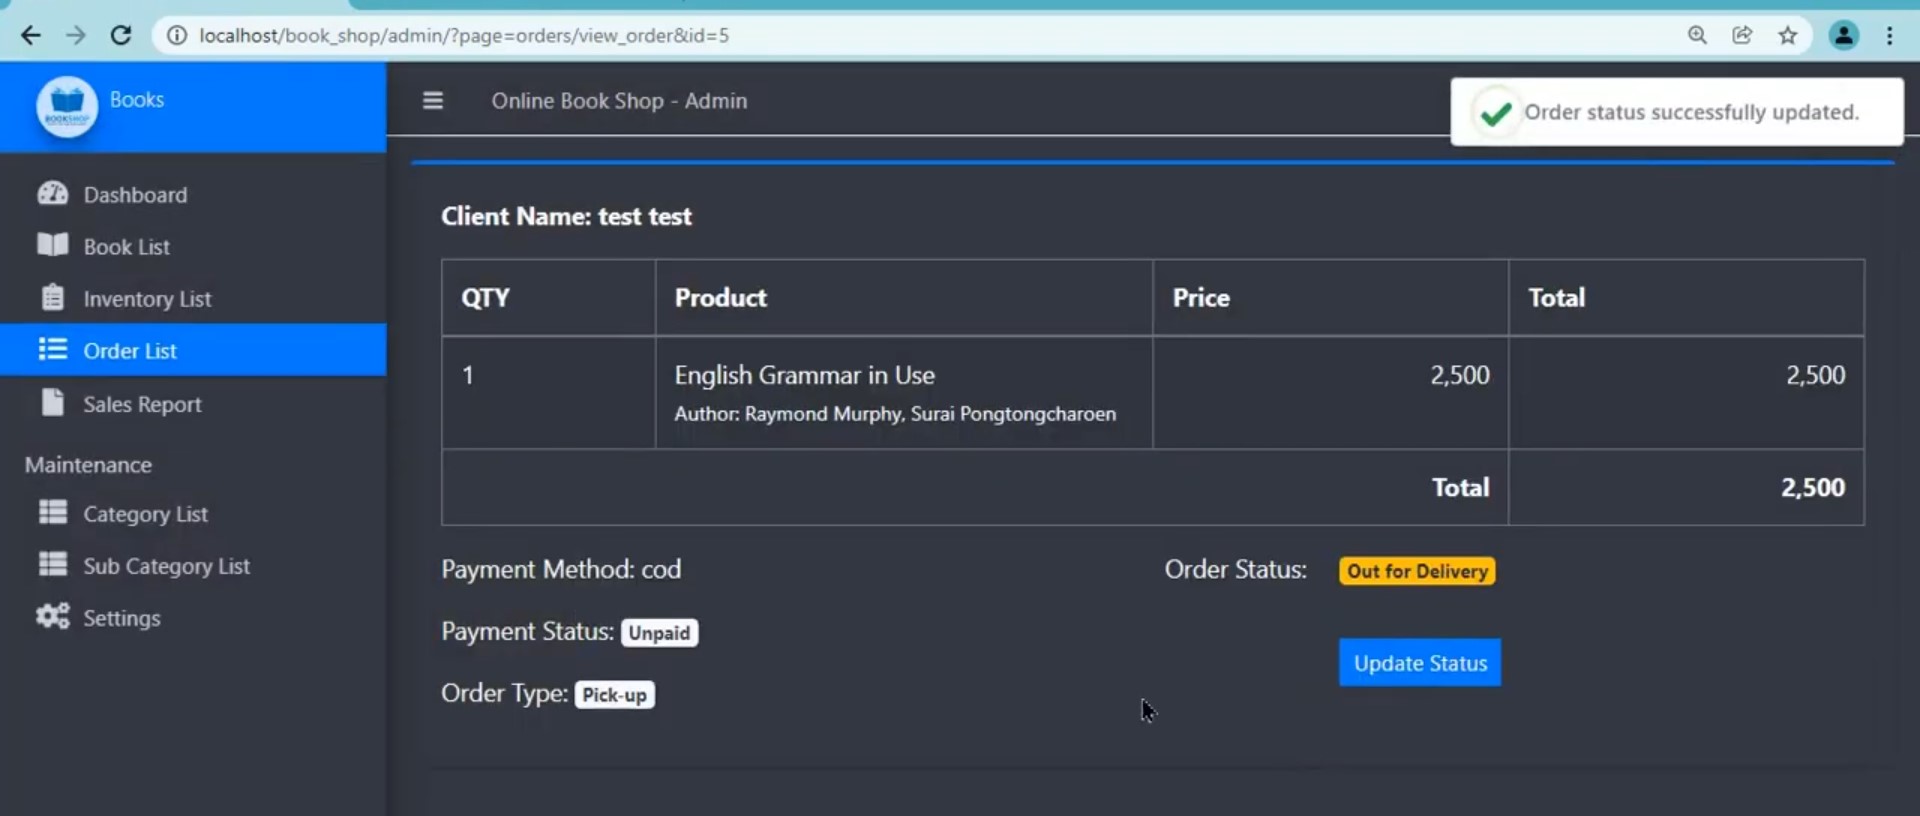 localhost/book_shop/admin/?page=orders/view_order&id=5
BOOKSHOP
Books
Online Book Shop - Admin
Order status successfully updated.
Dashboard
Book List
Inventory List
Order List
Sales Report
Maintenance
Category List
Sub Category List
Settings
Client Name: test test
QTY Product Price Total
1 English Grammar in Use 2,500 2,500
Author: Raymond Murphy, Surai Pongtongcharoen
Total 2,500
Payment Method: cod
Order Status: Out for Delivery
Payment Status: Unpaid
Update Status
Order Type: Pick-up